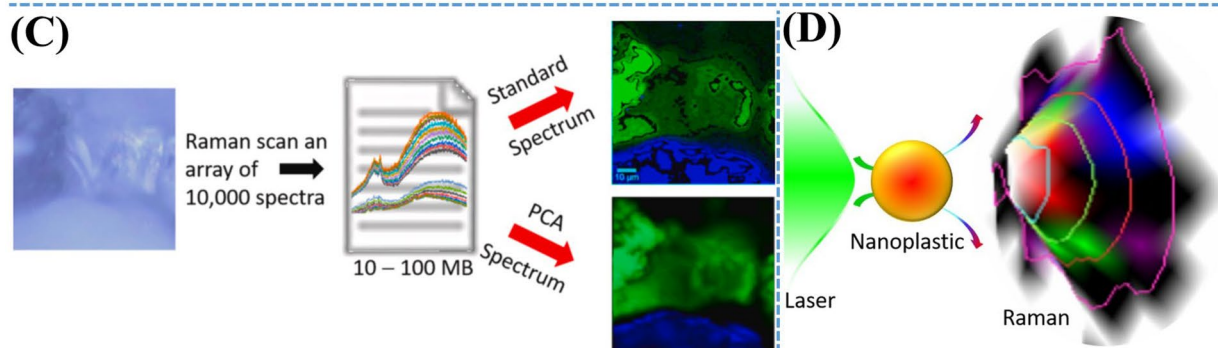 (C)
Raman scan an
array of
10,000 spectra
10 – 100 MB
Standard
Spectrum
PCA
Spectrum
10 µm
(D)
Laser
Nanoplastic
Raman